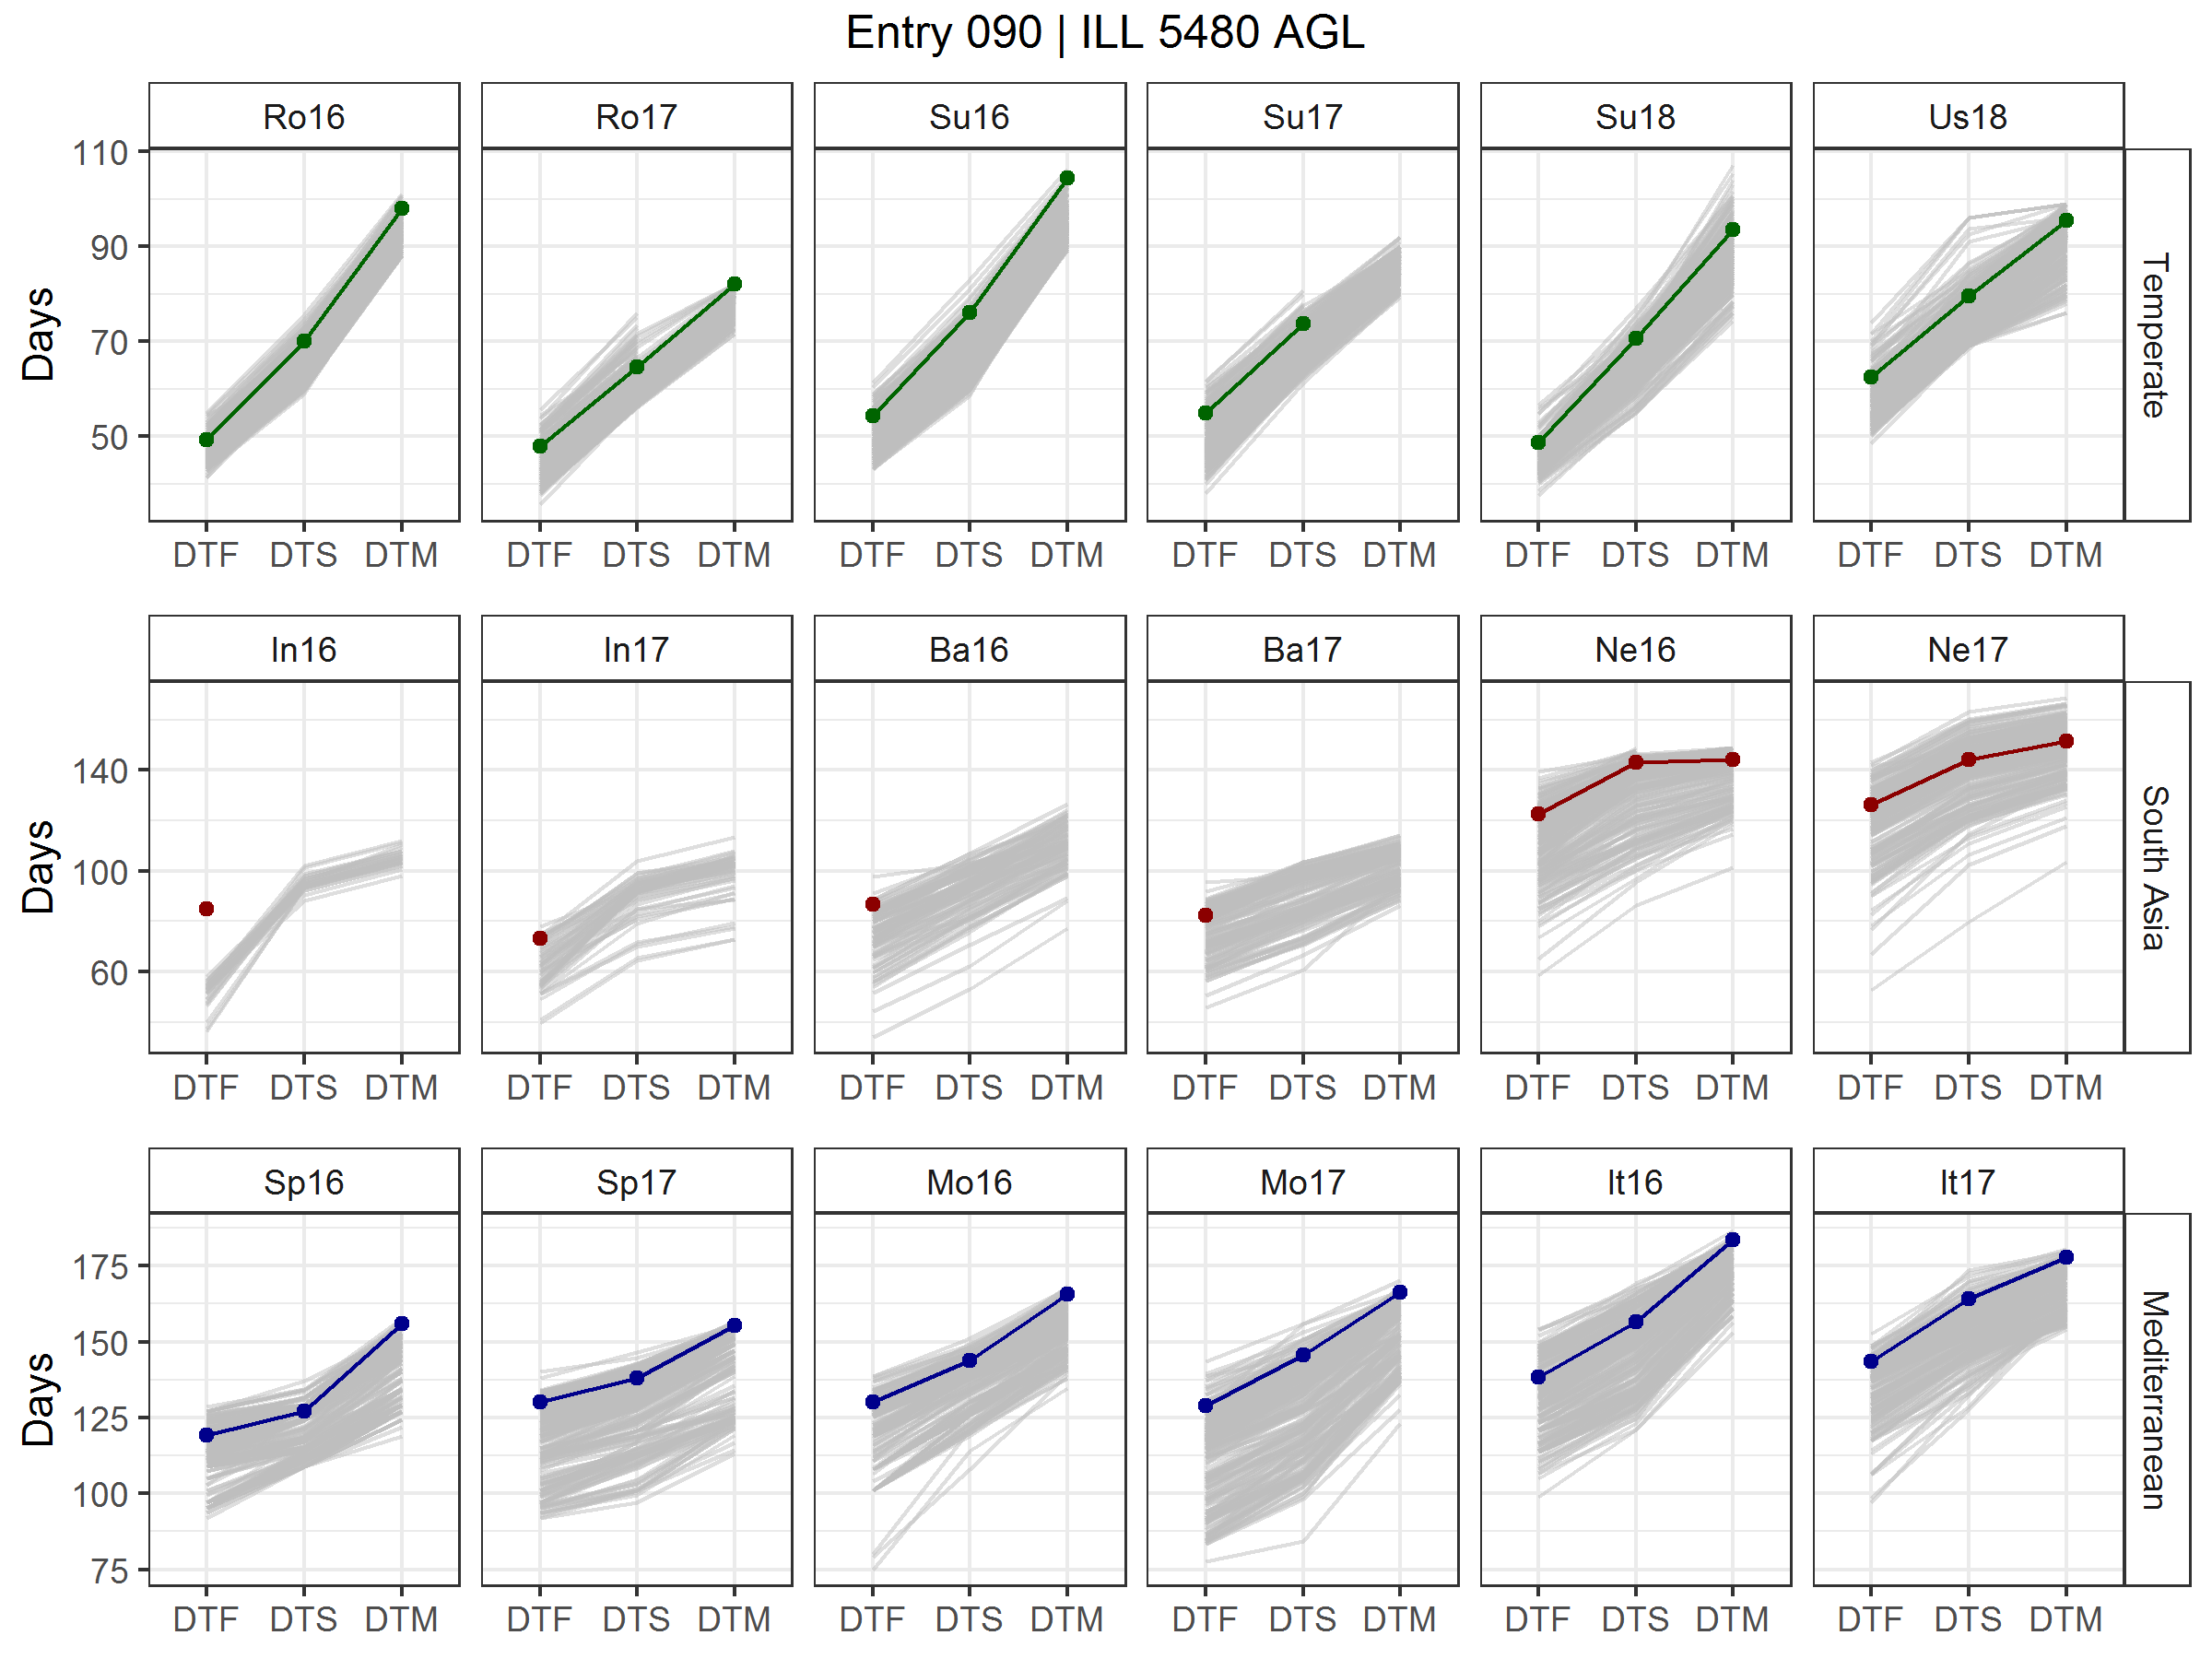 Entry 090 | ILL 5480 AGL
Ro16 Ro17 Su16 Su17 Su18 Us18
110
90
70
50
Days
Temperate
DTF DTS DTM DTF DTS DTM DTF DTS DTM DTF DTS DTM DTF DTS DTM DTF DTS DTM
In16 In17 Ba16 Ba17 Ne16 Ne17
140
100
60
Days
South Asia
DTF DTS DTM DTF DTS DTM DTF DTS DTM DTF DTS DTM DTF DTS DTM DTF DTS DTM
Sp16 Sp17 Mo16 Mo17 It16 It17
175
150
125
100
75
Days
Mediterranean
DTF DTS DTM DTF DTS DTM DTF DTS DTM DTF DTS DTM DTF DTS DTM DTF DTS DTM